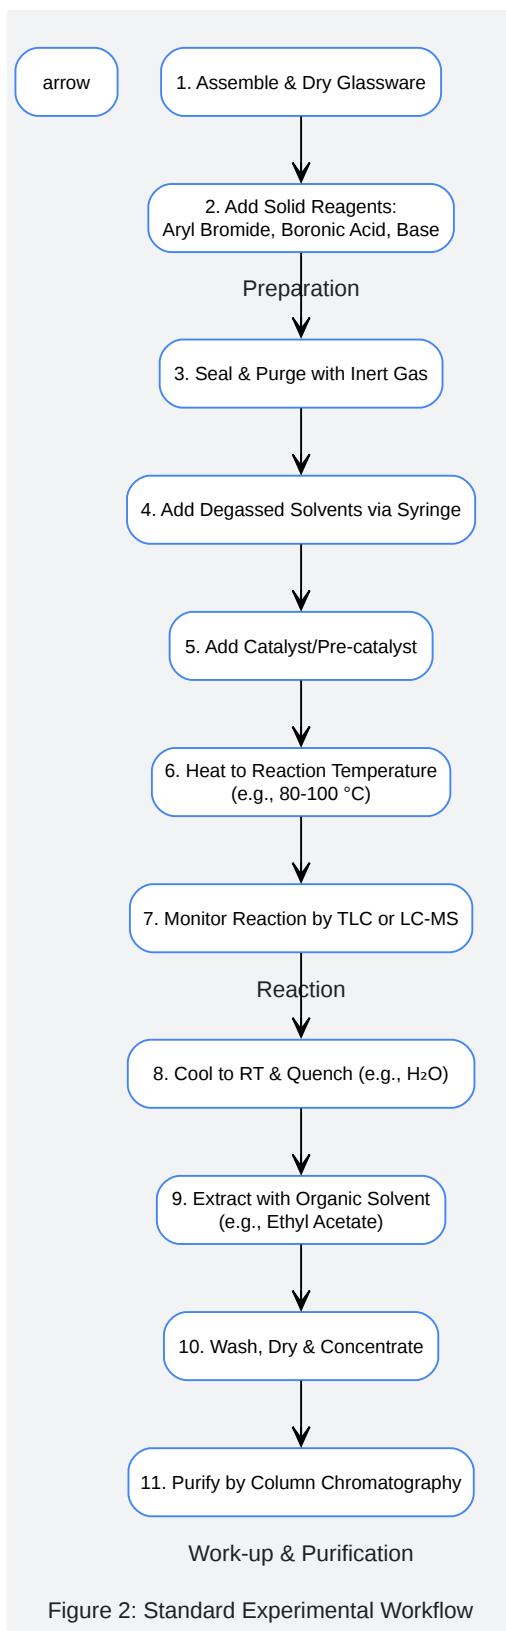 arrow
1. Assemble & Dry Glassware
2. Add Solid Reagents:
Aryl Bromide, Boronic Acid, Base
Preparation
3. Seal & Purge with Inert Gas
4. Add Degassed Solvents via Syringe
5. Add Catalyst/Pre-catalyst
6. Heat to Reaction Temperature
(e.g., 80-100 °C)
7. Monitor Reaction by TLC or LC-MS
Reaction
8. Cool to RT & Quench (e.g., H₂O)
9. Extract with Organic Solvent
(e.g., Ethyl Acetate)
10. Wash, Dry & Concentrate
11. Purify by Column Chromatography
Work-up & Purification
Figure 2: Standard Experimental Workflow